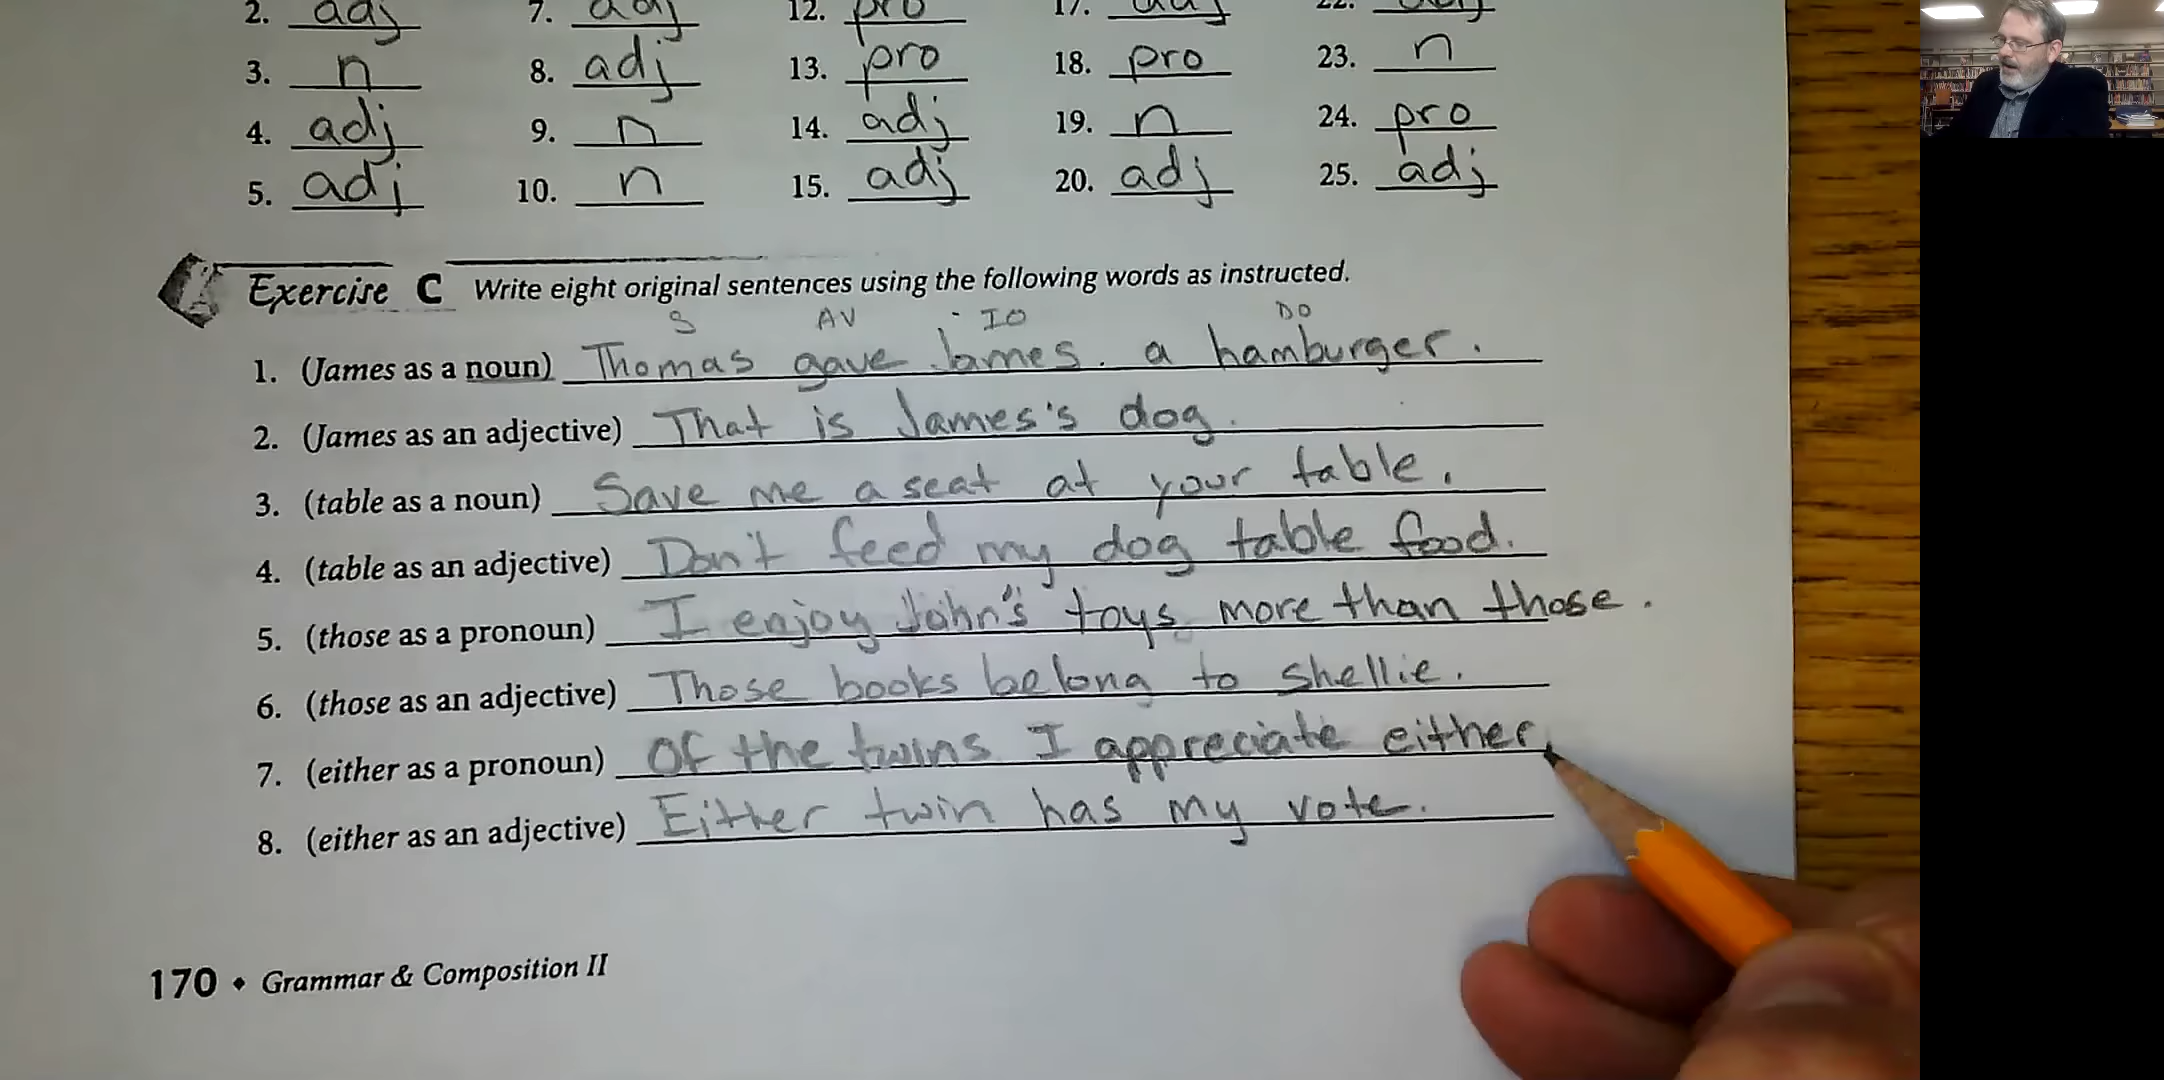 2. adj 7. adj 12. pro 17. adj 22. adj
3. n 8. adj 13. pro 18. pro 23. n
4. adj 9. n 14. adj 19. n 24. pro
5. adj 10. n 15. adj 20. adj 25. adj
Exercise C Write eight original sentences using the following words as instructed.
S AV IO DO
1. (James as a noun) Thomas gave James a hamburger.
2. (James as an adjective) That is James's dog.
3. (table as a noun) Save me a seat at your table.
4. (table as an adjective) Don't feed my dog table food.
5. (those as a pronoun) I enjoy John's toys more than those.
6. (those as an adjective) Those books belong to shellie.
7. (either as a pronoun) Of the twins I appreciate either.
8. (either as an adjective) Either twin has my vote.
170 • Grammar & Composition II